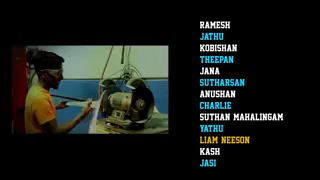 RAMESH
JATHU
KOBISHAN
THEEPAN
JANA
SUTHARSAN
ANUSHAN
CHARLIE
SUTHAN MAHALINGAM
YATHU
LIAM NEESON
KASH
JASI